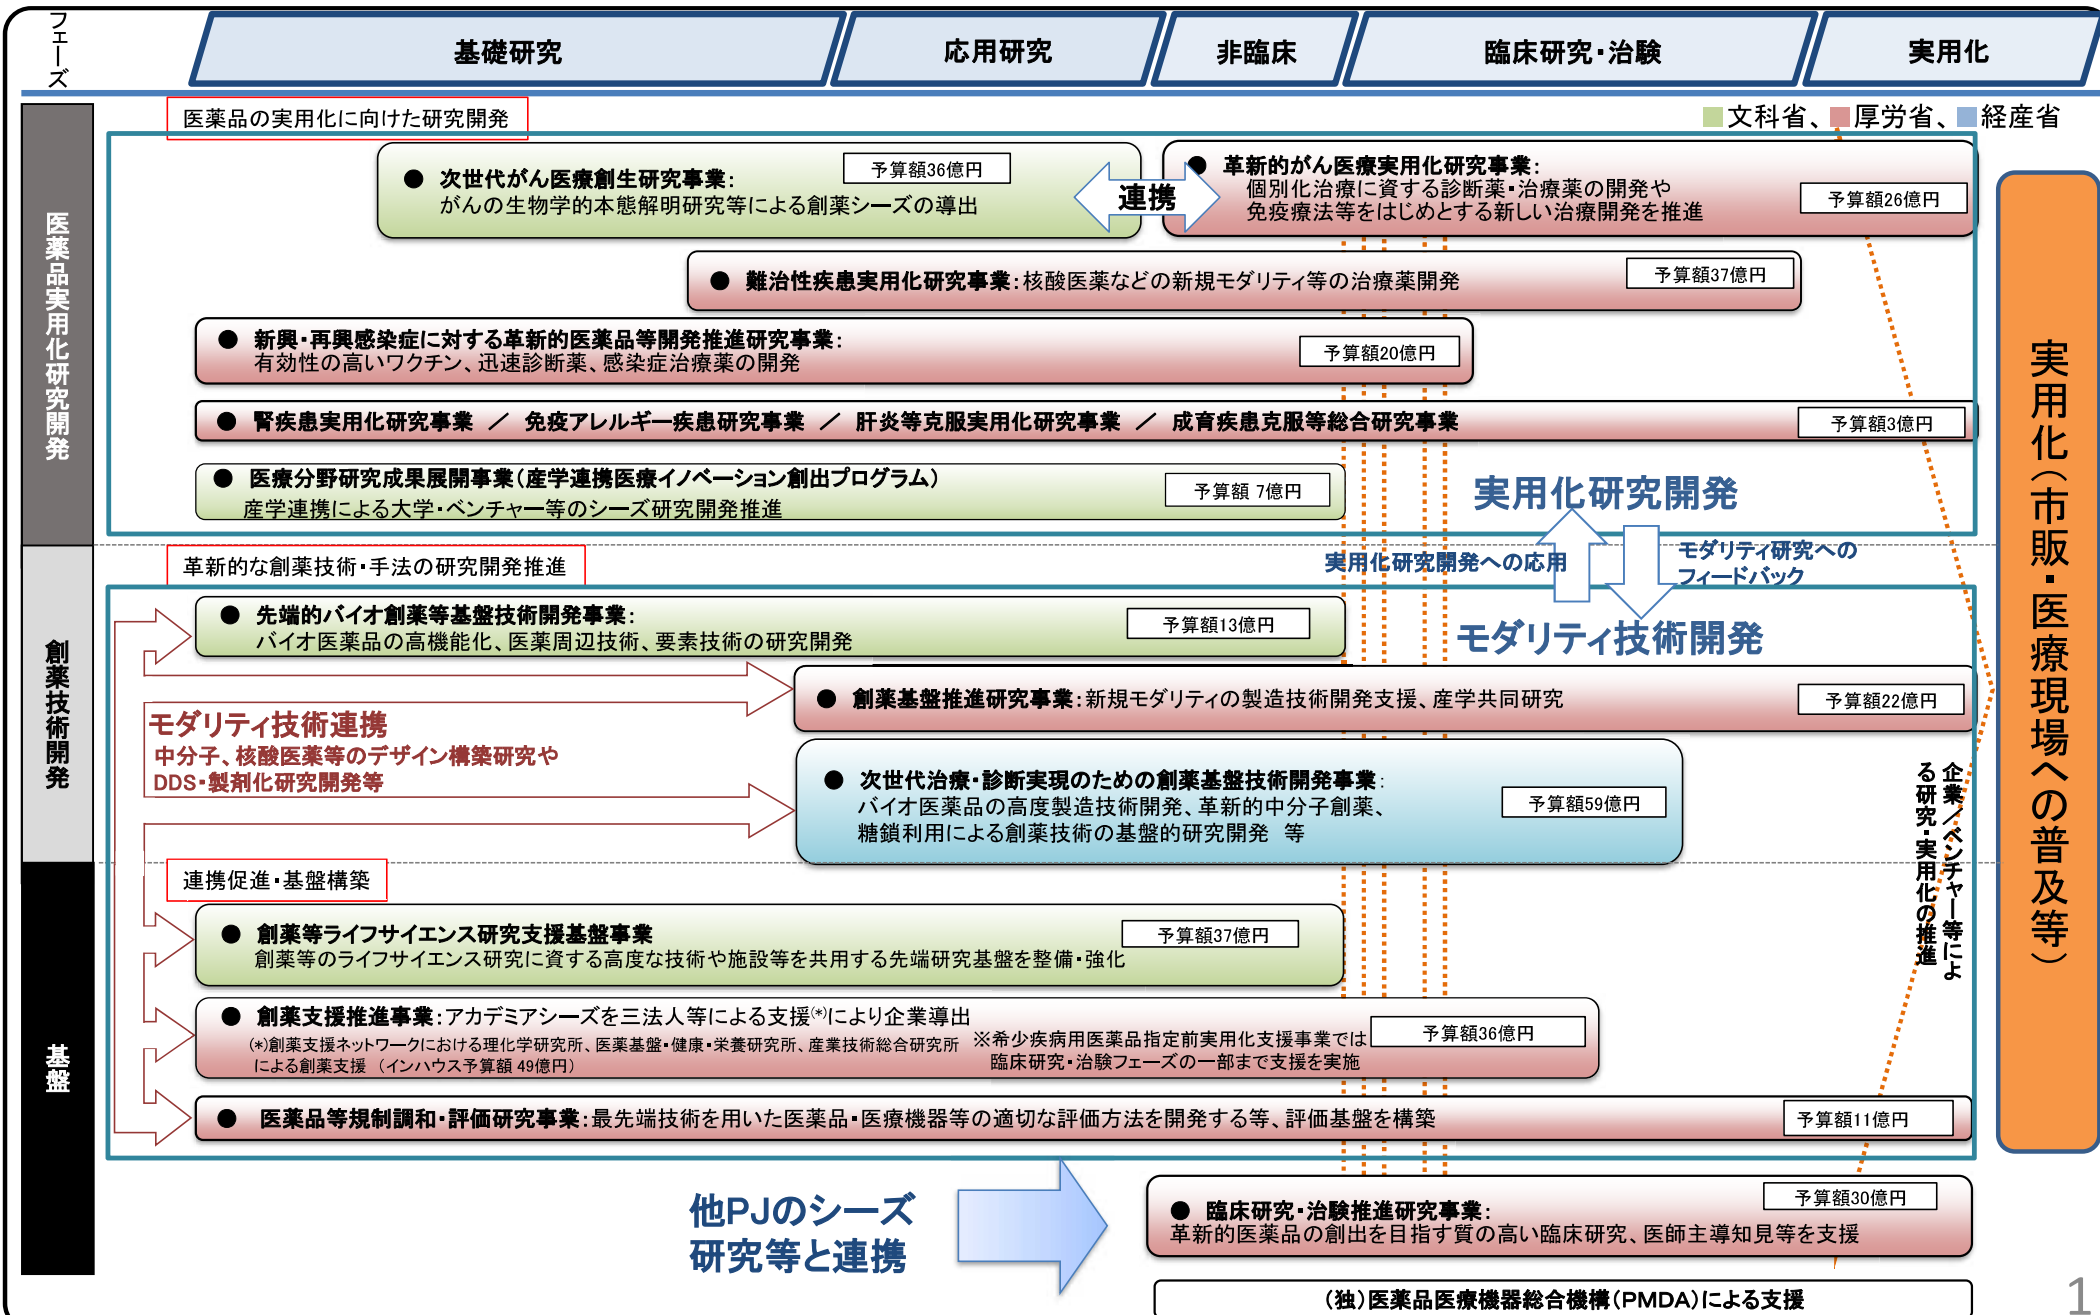 フェーズ
基礎研究
応用研究
非臨床
臨床研究・治験
実用化
医薬品の実用化に向けた研究開発
文科省、厚労省、経産省
医薬品実用化研究開発
● 次世代がん医療創生研究事業：
予算額36億円
がんの生物学的本態解明研究等による創薬シーズの導出
連携
● 革新的がん医療実用化研究事業：
個別化治療に資する診断薬・治療薬の開発や
免疫療法等をはじめとする新しい治療開発を推進
予算額26億円
● 難治性疾患実用化研究事業：核酸医薬などの新規モダリティ等の治療薬開発
予算額37億円
● 新興・再興感染症に対する革新的医薬品等開発推進研究事業：
有効性の高いワクチン、迅速診断薬、感染症治療薬の開発
予算額20億円
● 腎疾患実用化研究事業 ／ 免疫アレルギー疾患研究事業 ／ 肝炎等克服実用化研究事業 ／ 成育疾患克服等総合研究事業
予算額3億円
● 医療分野研究成果展開事業（産学連携医療イノベーション創出プログラム）
産学連携による大学・ベンチャー等のシーズ研究開発推進
予算額 7億円
実用化研究開発
実用化研究開発への応用
モダリティ研究への
フィードバック
モダリティ技術開発
創薬技術開発
革新的な創薬技術・手法の研究開発推進
● 先端的バイオ創薬等基盤技術開発事業：
バイオ医薬品の高機能化、医薬周辺技術、要素技術の研究開発
予算額13億円
● 創薬基盤推進研究事業：新規モダリティの製造技術開発支援、産学共同研究
予算額22億円
モダリティ技術連携
中分子、核酸医薬等のデザイン構築研究や
DDS・製剤化研究開発等
● 次世代治療・診断実現のための創薬基盤技術開発事業：
バイオ医薬品の高度製造技術開発、革新的中分子創薬、
糖鎖利用による創薬技術の基盤的研究開発 等
予算額59億円
企業／ベンチャー等によ
る研究・実用化の推進
実用化（市販・医療現場への普及等）
基盤
連携促進・基盤構築
● 創薬等ライフサイエンス研究支援基盤事業
創薬等のライフサイエンス研究に資する高度な技術や施設等を共用する先端研究基盤を整備・強化
予算額37億円
● 創薬支援推進事業：アカデミアシーズを三法人等による支援(*)により企業導出
(*)創薬支援ネットワークにおける理化学研究所、医薬基盤・健康・栄養研究所、産業技術総合研究所
による創薬支援 （インハウス予算額 49億円）
※希少疾病用医薬品指定前実用化支援事業では
臨床研究・治験フェーズの一部まで支援を実施
予算額36億円
● 医薬品等規制調和・評価研究事業：最先端技術を用いた医薬品・医療機器等の適切な評価方法を開発する等、評価基盤を構築
予算額11億円
他PJのシーズ
研究等と連携
● 臨床研究・治験推進研究事業：
予算額30億円
革新的医薬品の創出を目指す質の高い臨床研究、医師主導知見等を支援
（独）医薬品医療機器総合機構（PMDA）による支援
1